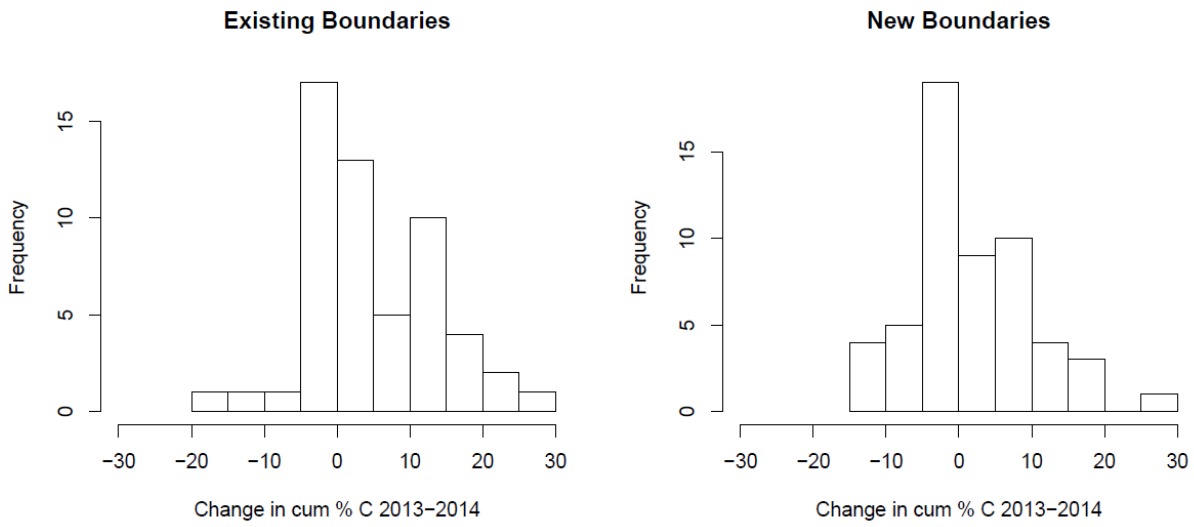 Existing Boundaries
Frequency
15
10
5
0
−30 −20 −10 0 10 20 30
Change in cum % C 2013−2014
New Boundaries
Frequency
15
10
5
0
−30 −20 −10 0 10 20 30
Change in cum % C 2013−2014